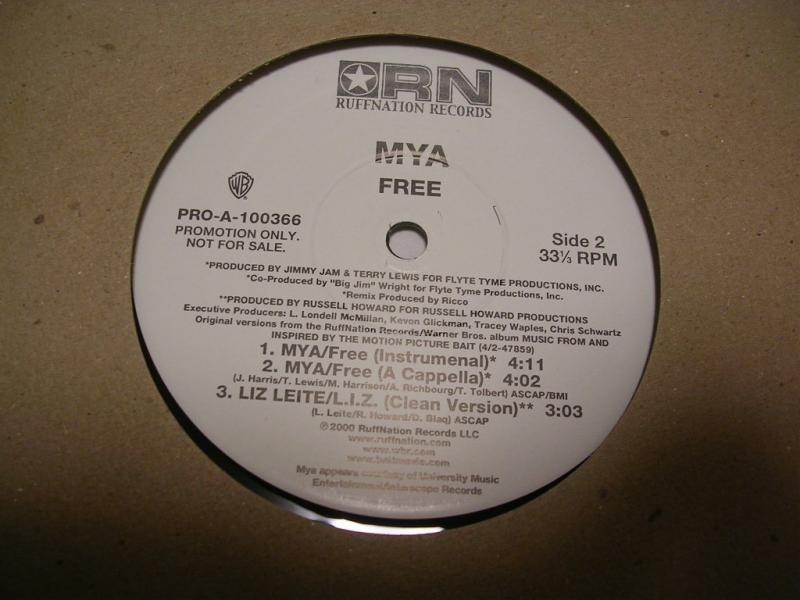 RN
RUFFNATION RECORDS
MYA
FREE
WB
PRO-A-100366
PROMOTION ONLY.
NOT FOR SALE.
Side 2
33⅓ RPM
*PRODUCED BY JIMMY JAM & TERRY LEWIS FOR FLYTE TYME PRODUCTIONS, INC.
*Co-Produced by "Big Jim" Wright for Flyte Tyme Productions, Inc.
*Remix Produced by Ricco
**PRODUCED BY RUSSELL HOWARD FOR RUSSELL HOWARD PRODUCTIONS
Executive Producers: L. Londell McMillan, Kevon Glickman, Tracey Waples, Chris Schwartz
Original versions from the RuffNation Records/Warner Bros. album MUSIC FROM AND
INSPIRED BY THE MOTION PICTURE BAIT (4/2-47859)
1. MYA/Free (Instrumenal)* 4:11
2. MYA/Free (A Cappella)* 4:02
(J. Harris/T. Lewis/M. Harrison/A. Richbourg/T. Tolbert) ASCAP/BMI
3. LIZ LEITE/L.I.Z. (Clean Version)** 3:03
(L. Leite/R. Howard/D. Blaq) ASCAP
℗©2000 RuffNation Records LLC
www.ruffnation.com
www.wbr.com
www.baitmovie.com
Mya appears courtesy of University Music
Entertainment/Interscope Records